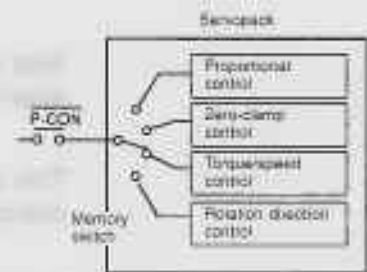 Servopack
Proportional
control
Zero-clamp
control
P-CON
Torque/speed
control
Memory
switch
Rotation direction
control